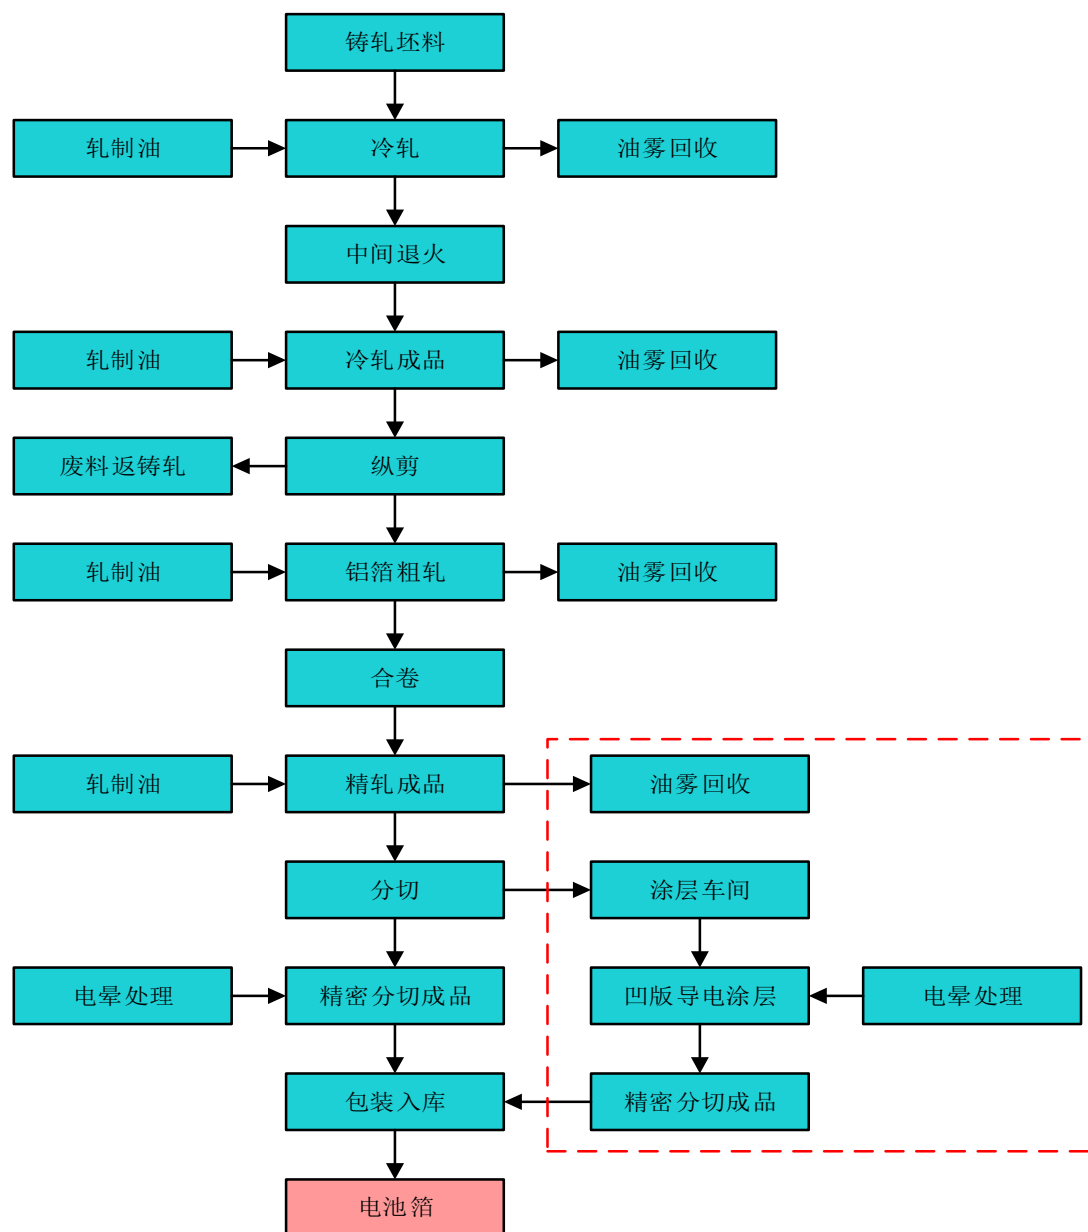 铸轧坯料
轧制油
冷轧
油雾回收
中间退火
轧制油
冷轧成品
油雾回收
废料返铸轧
纵剪
轧制油
铝箔粗轧
油雾回收
合卷
轧制油
精轧成品
油雾回收
分切
涂层车间
电晕处理
精密分切成品
凹版导电涂层
电晕处理
包装入库
精密分切成品
电池箔